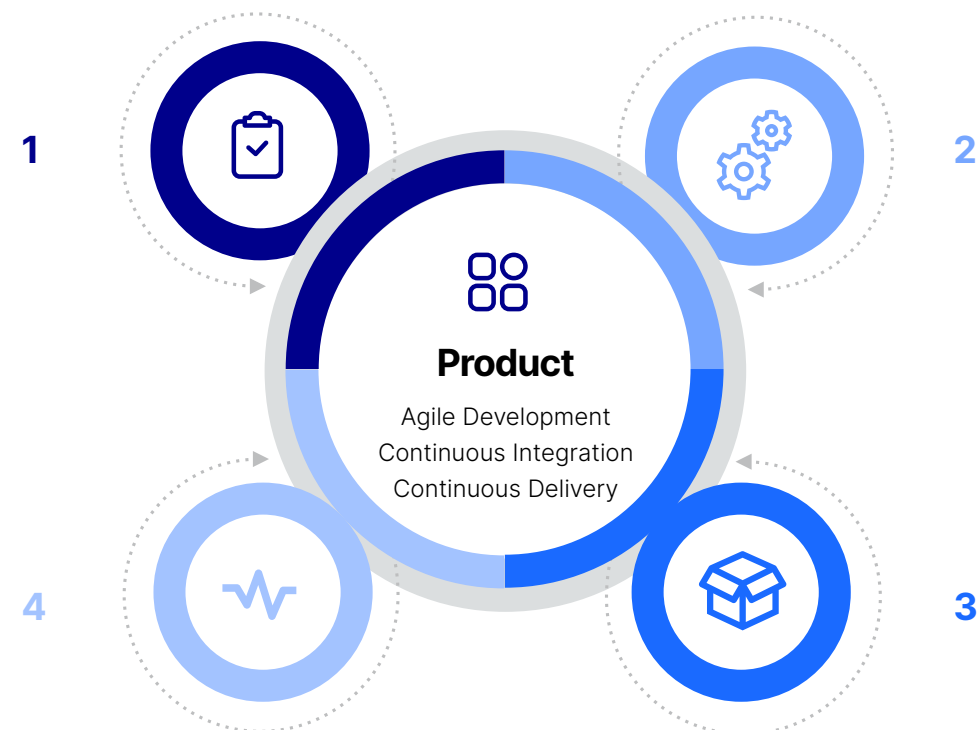 1
2
Product
Agile Development
Continuous Integration
Continuous Delivery
4
3